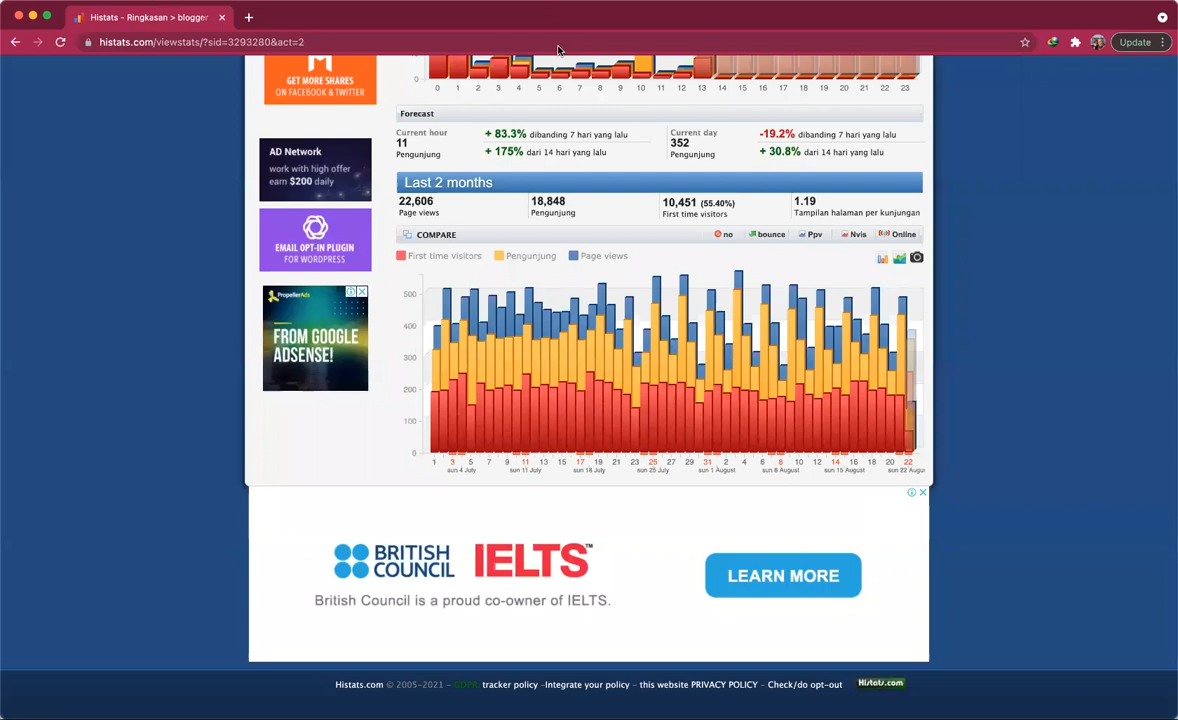 Histats - Ringkasan > blogger
histats.com/viewstats/?sid=3293280&act=2
Update
GET MORE SHARES
ON FACEBOOK & TWITTER
0
0 1 2 3 4 5 6 7 8 9 10 11 12 13 14 15 16 17 18 19 20 21 22 23
Forecast
Current hour
11
Pengunjung
+ 83.3% dibanding 7 hari yang lalu
+ 175% dari 14 hari yang lalu
Current day
352
Pengunjung
-19.2% dibanding 7 hari yang lalu
+ 30.8% dari 14 hari yang lalu
AD Network
work with high offer
earn $200 daily
EMAIL OPT-IN PLUGIN
FOR WORDPRESS
PropellerAds
FROM GOOGLE
ADSENSE!
Last 2 months
22,606
Page views
18,848
Pengunjung
10,451 (55.40%)
First time visitors
1.19
Tampilan halaman per kunjungan
COMPARE
no bounce Ppv Nvis Online
First time visitors Pengunjung Page views
500
400
300
200
100
0
1 3 5 7 9 11 13 15 17 19 21 23 25 27 29 31 2 4 6 8 10 12 14 16 18 20 22
sun 4 July sun 11 July sun 18 July sun 25 July sun 1 August sun 8 August sun 15 August sun 22 Augu
BRITISH
COUNCIL
IELTS™
British Council is a proud co-owner of IELTS.
LEARN MORE
Histats.com © 2005-2021 - GDPR: tracker policy -Integrate your policy - this website PRIVACY POLICY - Check/do opt-out
Histats.com